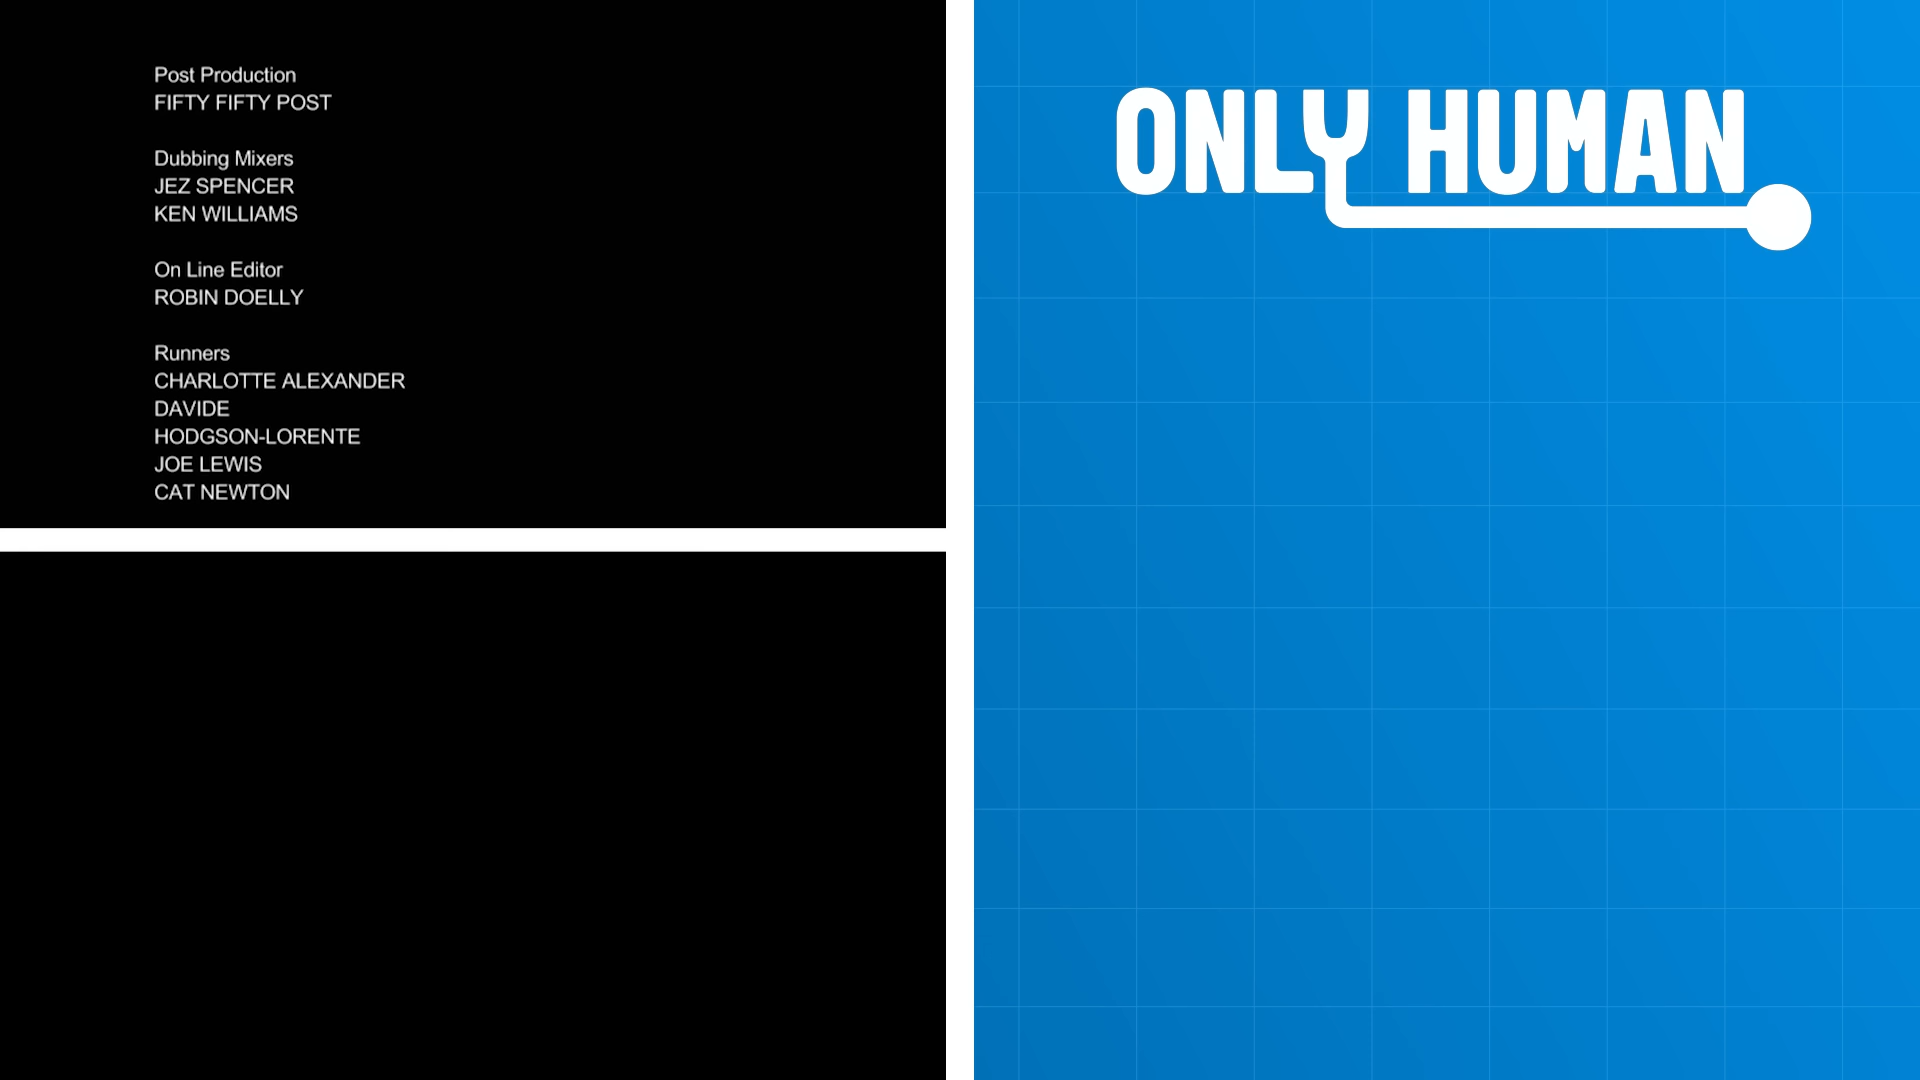 Post Production
FIFTY FIFTY POST
Dubbing Mixers
JEZ SPENCER
KEN WILLIAMS
On Line Editor
ROBIN DOELLY
Runners
CHARLOTTE ALEXANDER
DAVIDE
HODGSON-LORENTE
JOE LEWIS
CAT NEWTON
ONLY HUMAN